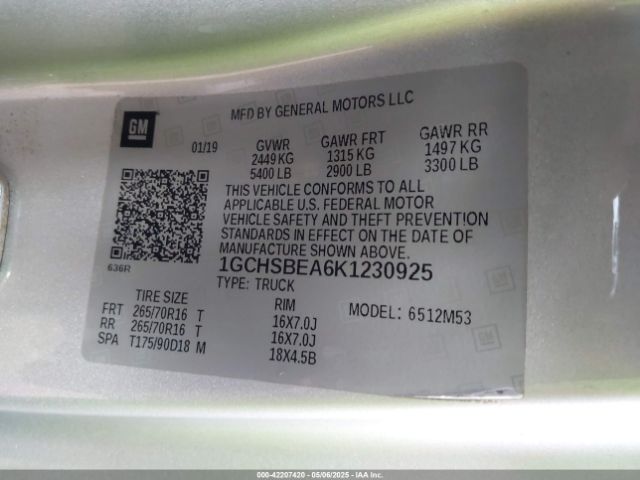 MFD BY GENERAL MOTORS LLC
GM
01/19 GVWR GAWR FRT GAWR RR
2449 KG 1315 KG 1497 KG
5400 LB 2900 LB 3300 LB
THIS VEHICLE CONFORMS TO ALL
APPLICABLE U.S. FEDERAL MOTOR
VEHICLE SAFETY AND THEFT PREVENTION
STANDARDS IN EFFECT ON THE DATE OF
MANUFACTURE SHOWN ABOVE.
636R
1GCHSBEA6K1230925
TYPE: TRUCK
TIRE SIZE RIM MODEL: 6512M53
FRT 265/70R16 T 16X7.0J
RR 265/70R16 T 16X7.0J
SPA T175/90D18 M 18X4.5B
000-42207420 - 05/06/2025 - IAAI Inc.